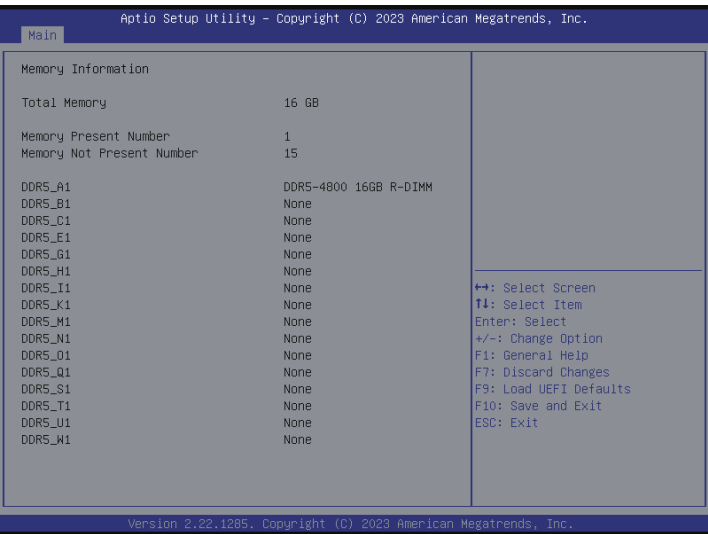 Aptio Setup Utility – Copyright (C) 2023 American Megatrends, Inc.
Main
Memory Information
Total Memory 16 GB
Memory Present Number 1
Memory Not Present Number 15
DDR5_A1 DDR5-4800 16GB R-DIMM
DDR5_B1 None
DDR5_C1 None
DDR5_E1 None
DDR5_G1 None
DDR5_H1 None
DDR5_I1 None
DDR5_K1 None
DDR5_M1 None
DDR5_N1 None
DDR5_O1 None
DDR5_Q1 None
DDR5_S1 None
DDR5_T1 None
DDR5_U1 None
DDR5_W1 None
↔: Select Screen
↑↓: Select Item
Enter: Select
+/-: Change Option
F1: General Help
F7: Discard Changes
F9: Load UEFI Defaults
F10: Save and Exit
ESC: Exit
Version 2.22.1285. Copyright (C) 2023 American Megatrends, Inc.